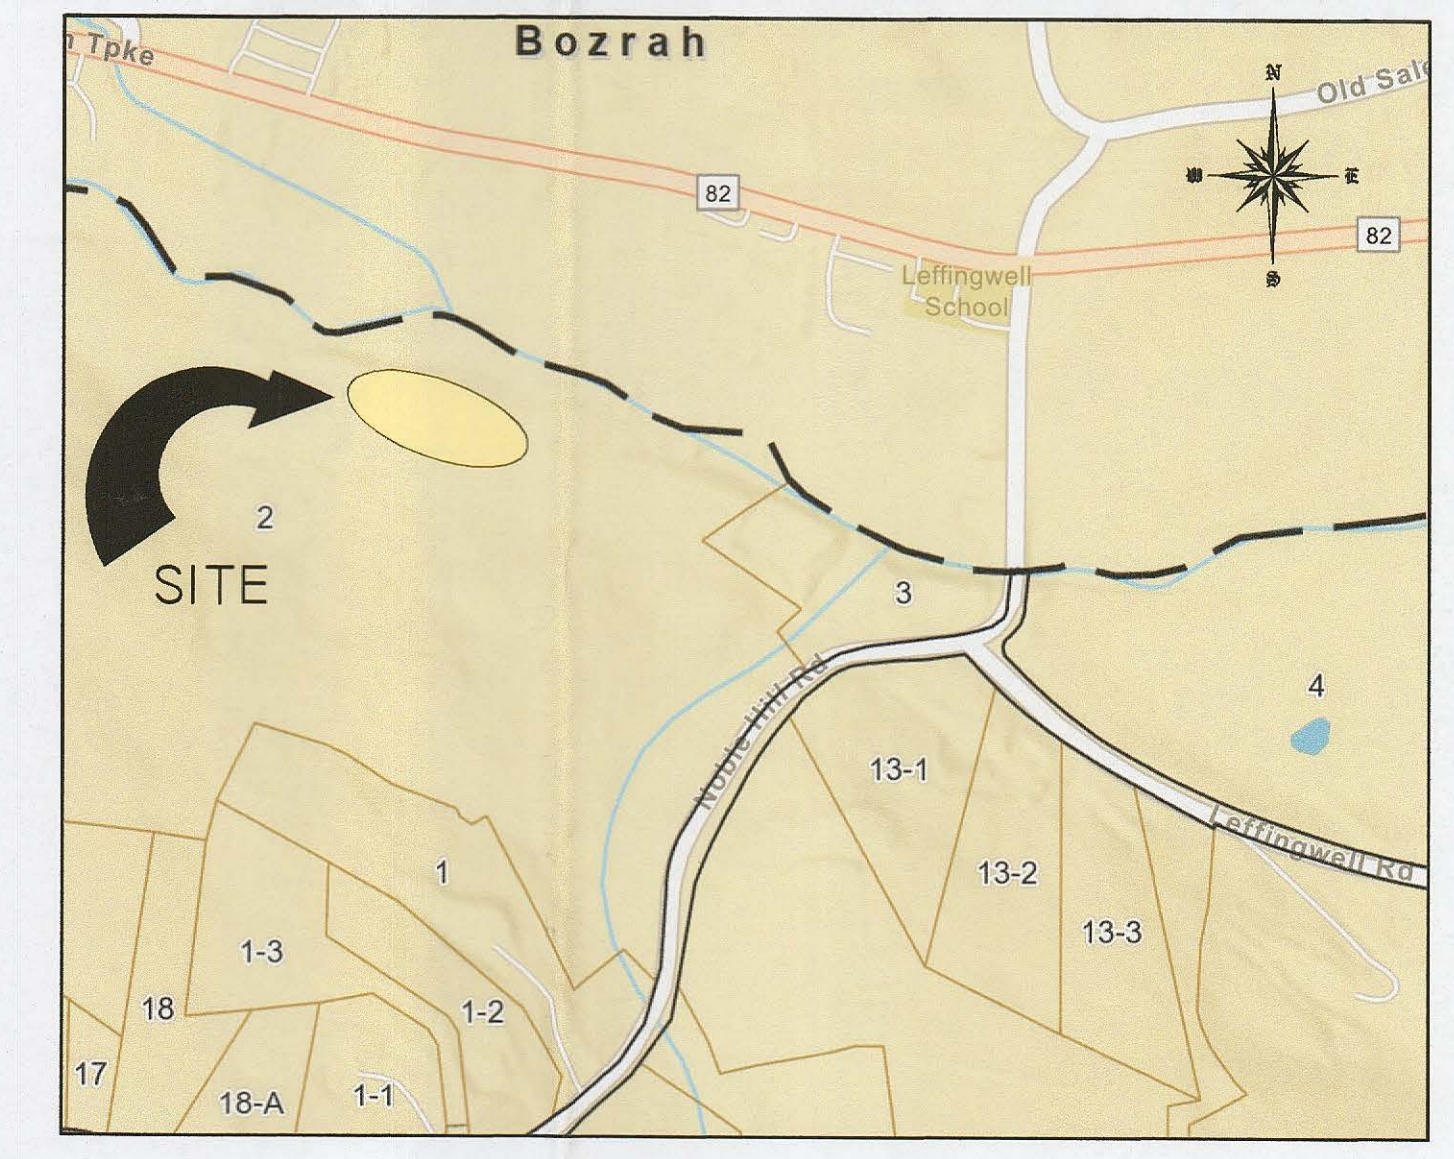 Bozrah
n Tpke
Old Sale
N
W
E
S
82
82
Leffingwell
School
2
SITE
3
4
Noble Hill Rd
13-1
Leffingwell Rd
1
13-2
13-3
1-3
18
1-2
17
18-A
1-1